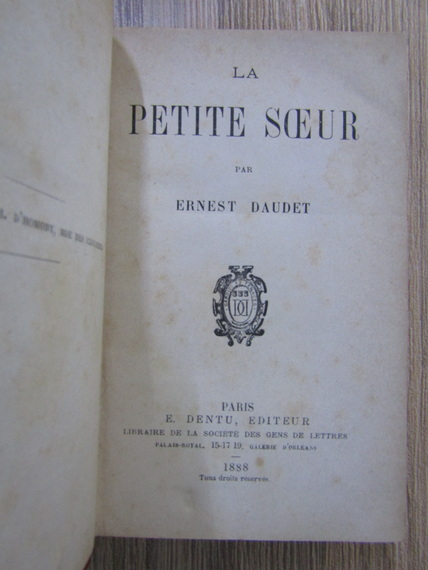 LA
PETITE SŒUR
PAR
ERNEST DAUDET
PARIS
E. DENTU, EDITEUR
LIBRAIRE DE LA SOCIÉTÉ DES GENS DE LETTRES
PALAIS-ROYAL, 15-17-19, GALERIE D'ORLÉANS
1888
Tous droits réservés.